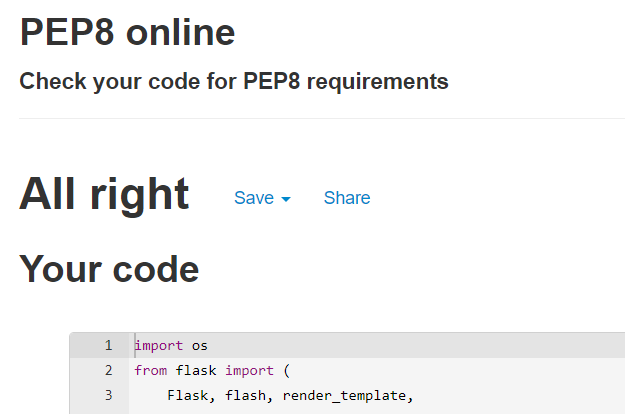 PEP8 online
Check your code for PEP8 requirements
All right Save Share
Your code
1 import os
2 from flask import (
3 Flask, flash, render_template,